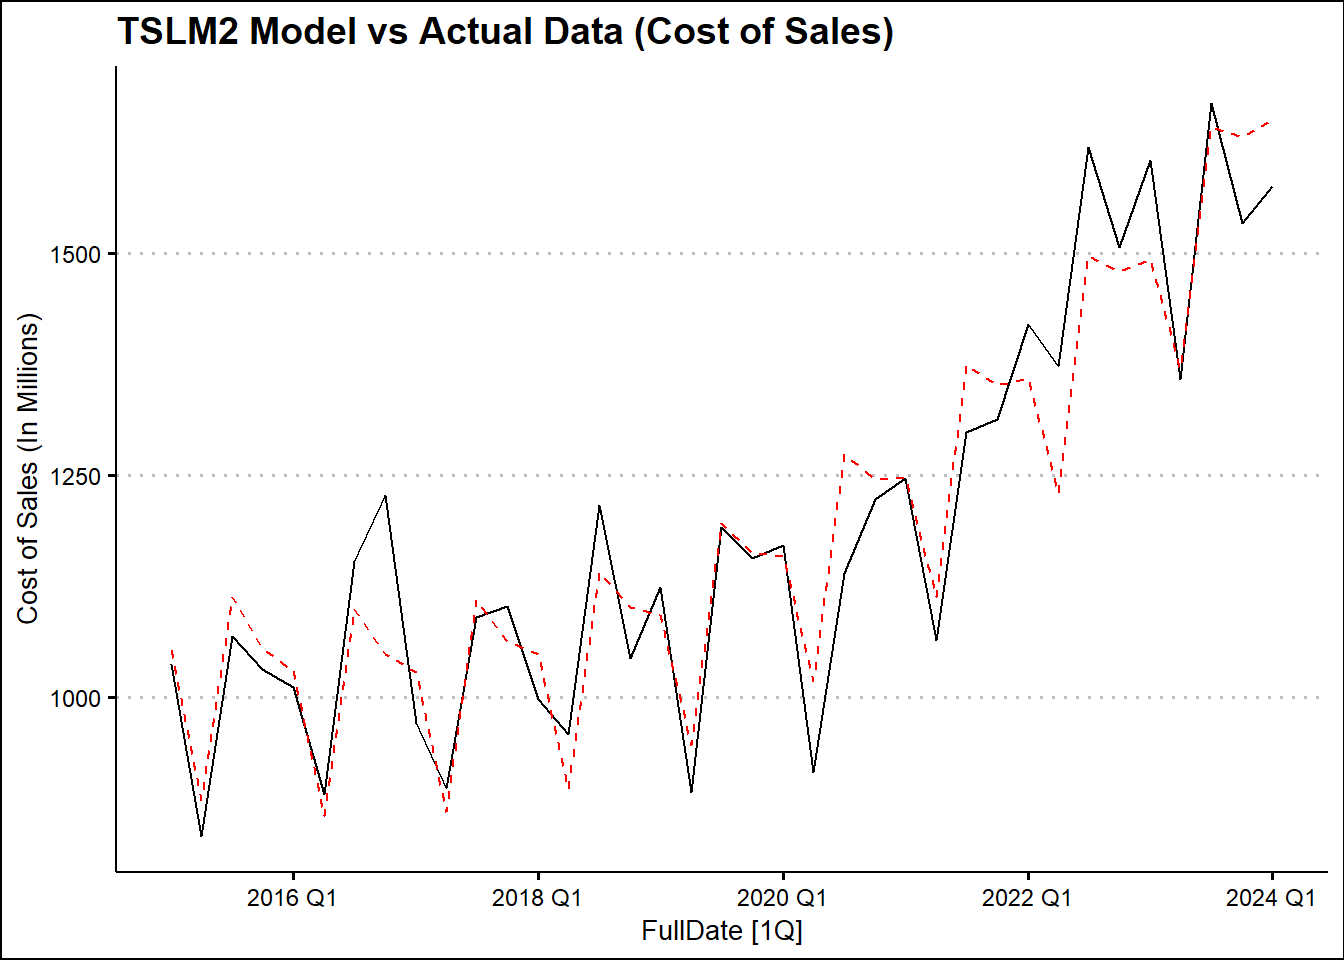 TSLM2 Model vs Actual Data (Cost of Sales)
Cost of Sales (In Millions)
1500
1250
1000
2016 Q1
2018 Q1
2020 Q1
2022 Q1
2024 Q1
FullDate [1Q]